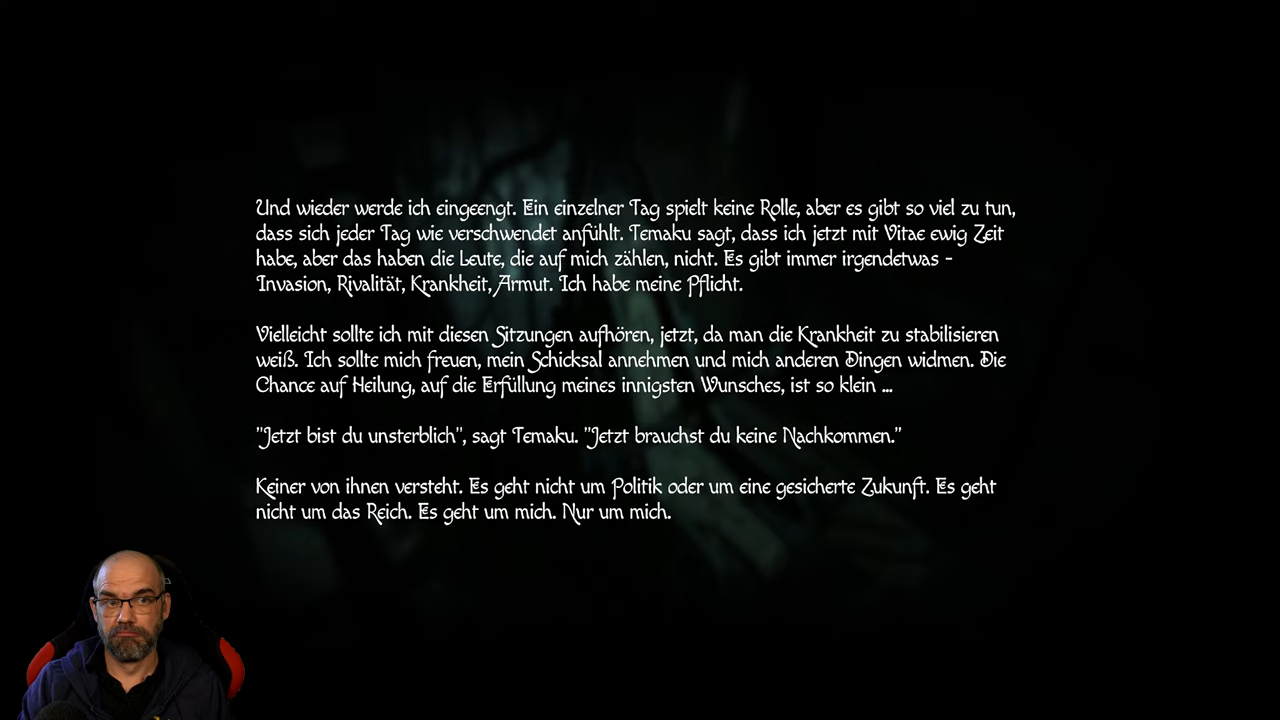 Und wieder werde ich eingeengt. Ein einzelner Tag spielt keine Rolle, aber es gibt so viel zu tun,
dass sich jeder Tag wie verschwendet anfühlt. Temaku sagt, dass ich jetzt mit Vitae ewig Zeit
habe, aber das haben die Leute, die auf mich zählen, nicht. Es gibt immer irgendetwas -
Invasion, Rivalität, Krankheit, Armut. Ich habe meine Pflicht.
Vielleicht sollte ich mit diesen Sitzungen aufhören, jetzt, da man die Krankheit zu stabilisieren
weiß. Ich sollte mich freuen, mein Schicksal annehmen und mich anderen Dingen widmen. Die
Chance auf Heilung, auf die Erfüllung meines innigsten Wunsches, ist so klein ...
"Jetzt bist du unsterblich", sagt Temaku. "Jetzt brauchst du keine Nachkommen."
Keiner von ihnen versteht. Es geht nicht um Politik oder um eine gesicherte Zukunft. Es geht
nicht um das Reich. Es geht um mich. Nur um mich.